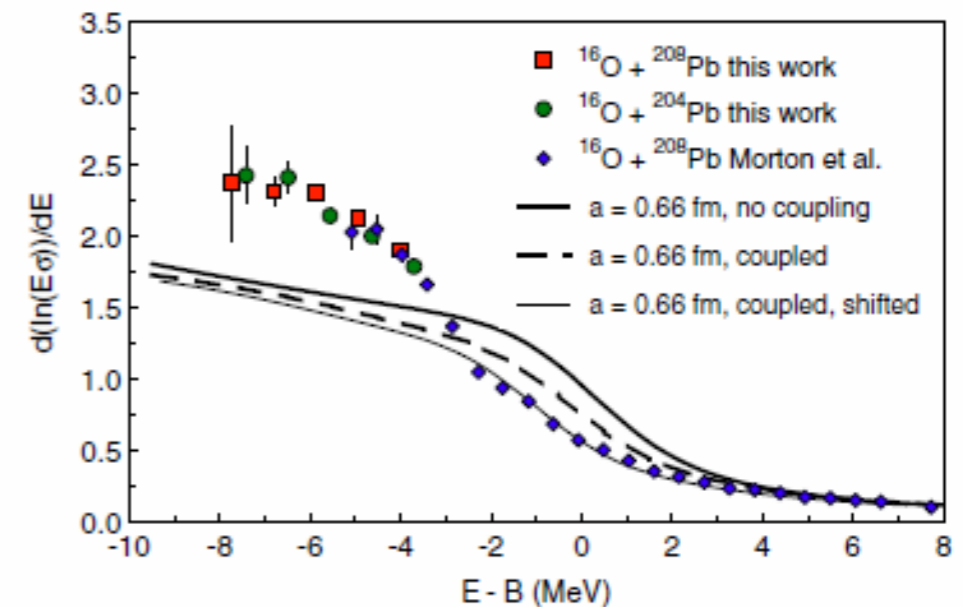 3.5
3.0
2.5
2.0
1.5
1.0
0.5
0.0
d(ln(Eσ))/dE
¹⁶O + ²⁰⁸Pb this work
¹⁶O + ²⁰⁴Pb this work
¹⁶O + ²⁰⁸Pb Morton et al.
a = 0.66 fm, no coupling
a = 0.66 fm, coupled
a = 0.66 fm, coupled, shifted
-10 -8 -6 -4 -2 0 2 4 6 8
E - B (MeV)